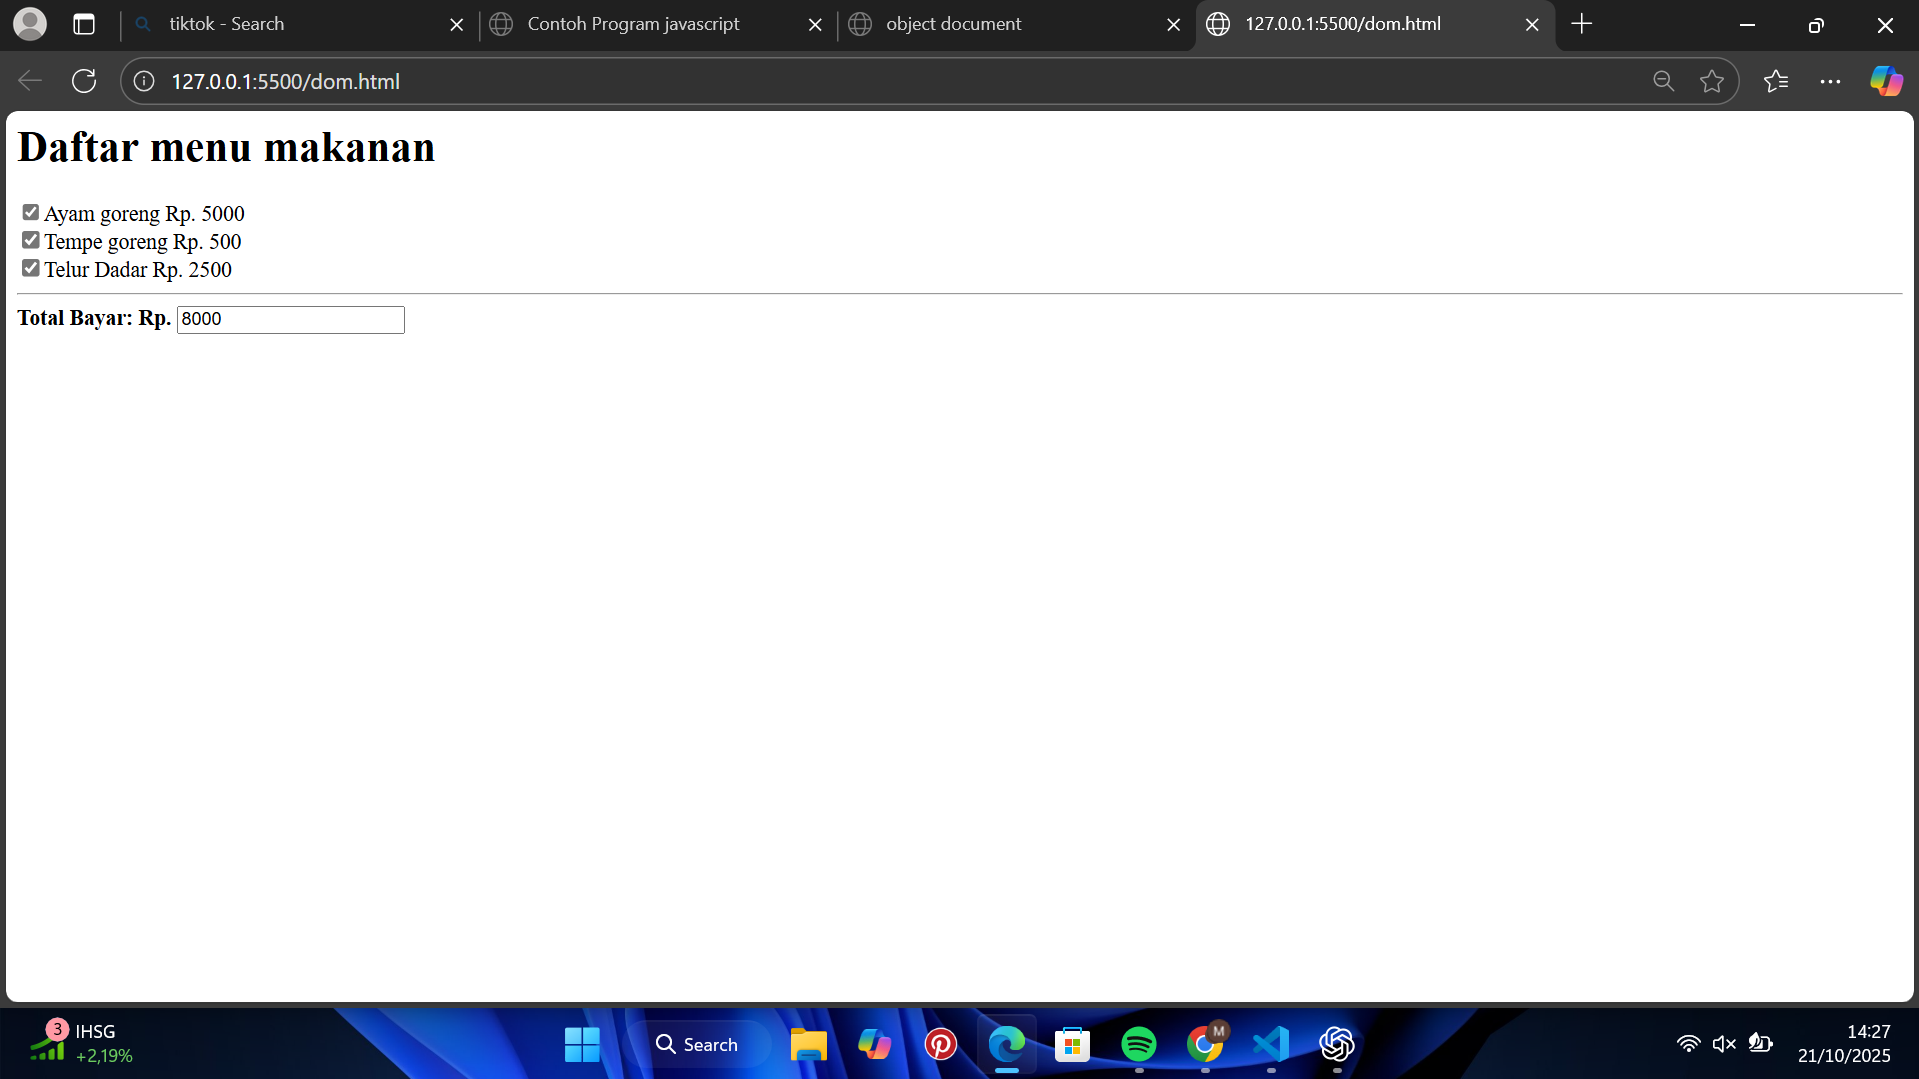 tiktok - Search
Contoh Program javascript
object document
127.0.0.1:5500/dom.html
127.0.0.1:5500/dom.html
Daftar menu makanan
Ayam goreng Rp. 5000
Tempe goreng Rp. 500
Telur Dadar Rp. 2500
Total Bayar: Rp. 8000
3
IHSG
+2,19%
Search
M
14:27
21/10/2025